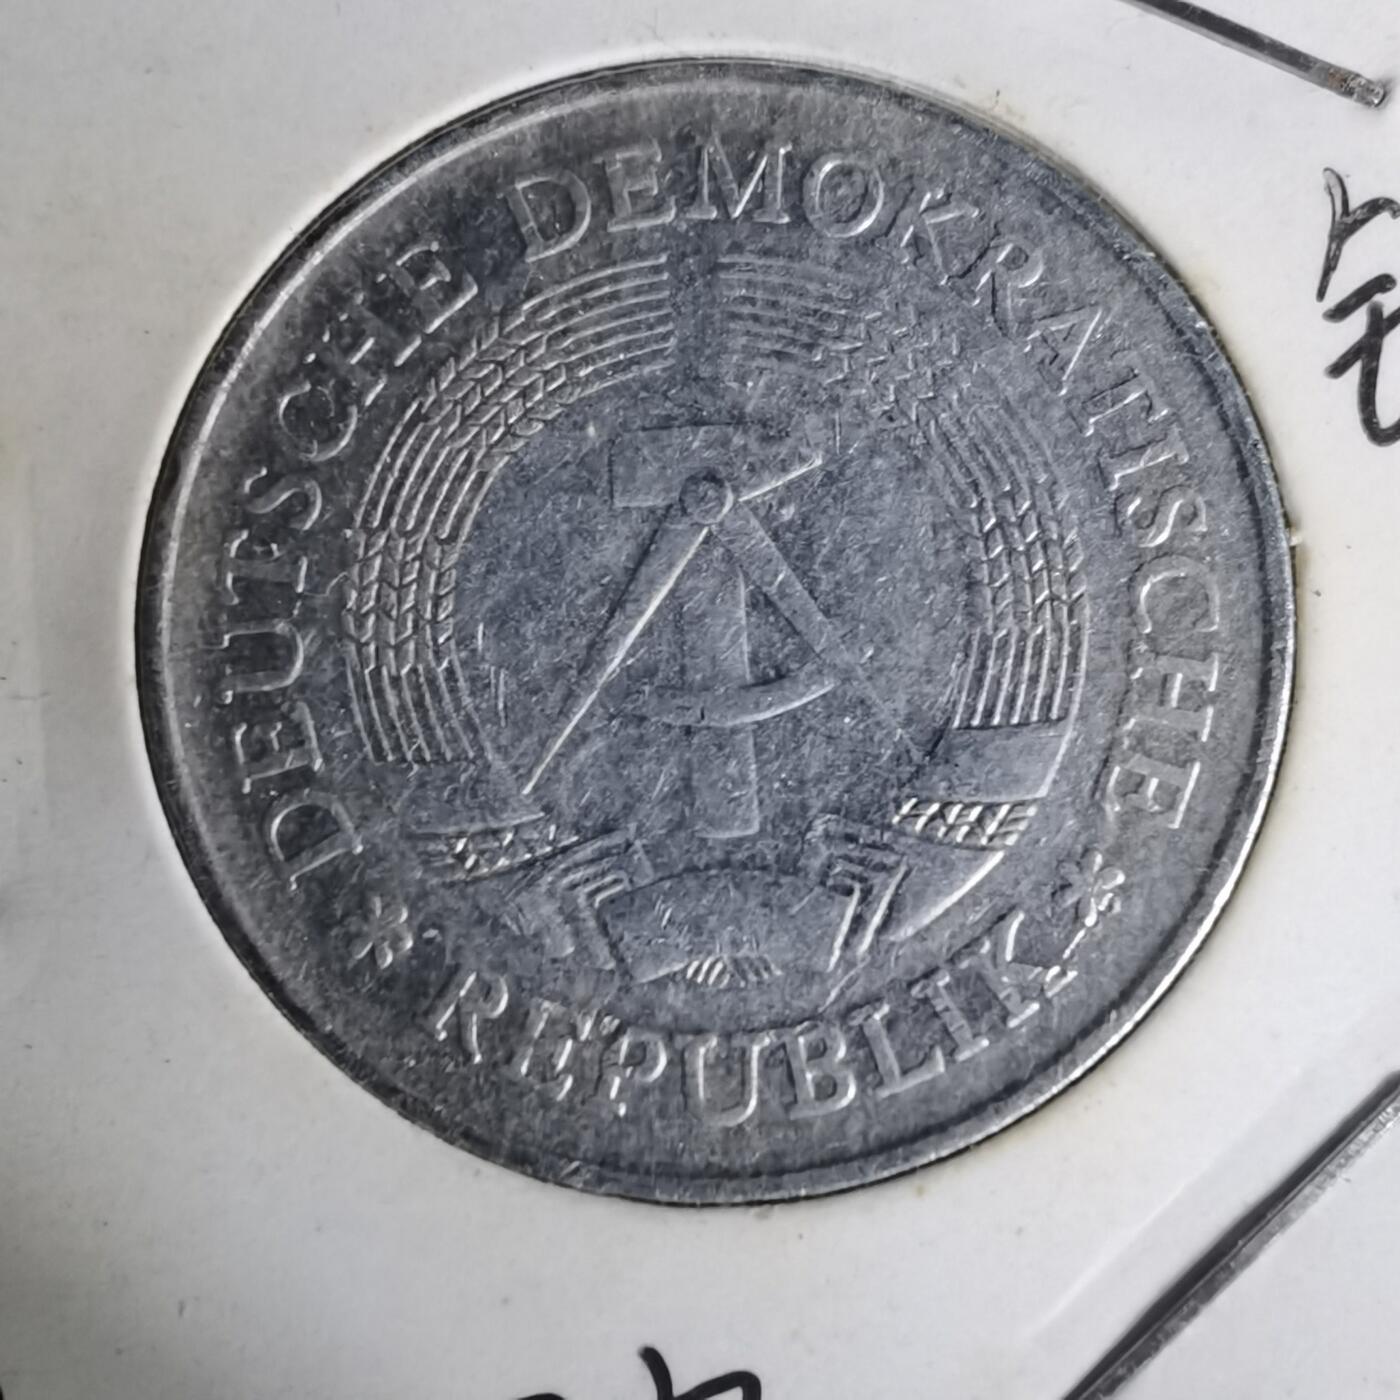 DEUTSCHE DEMOKRATISCHE
* REPUBLIK *